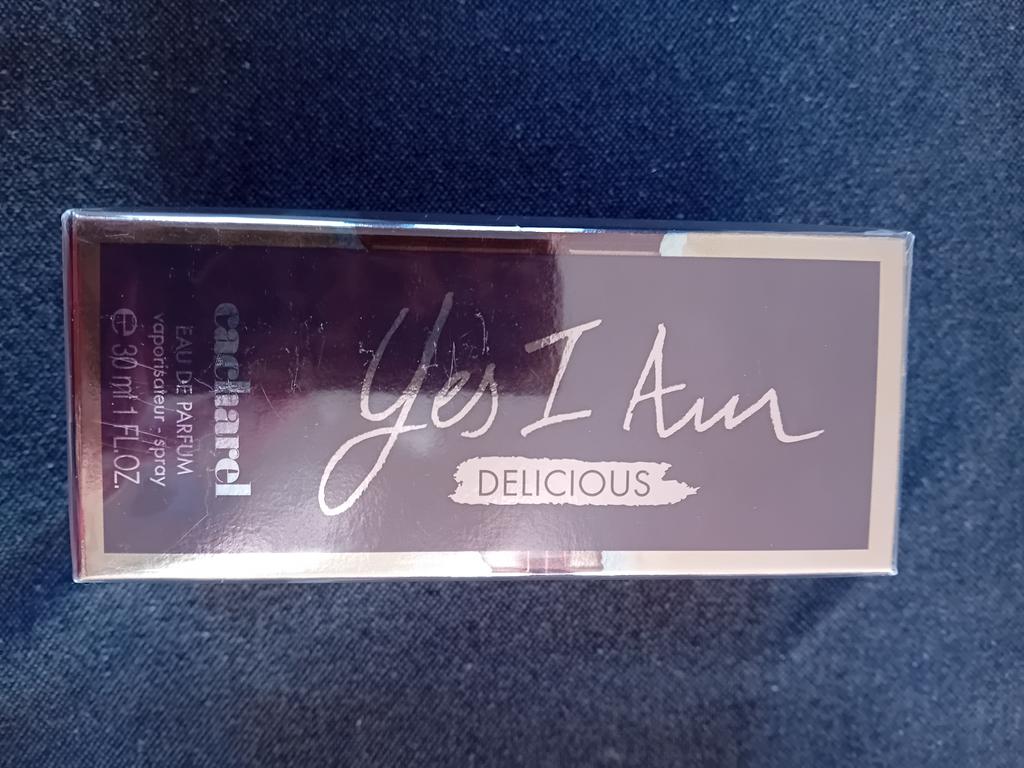 Yes I Am
DELICIOUS
cacharel
EAU DE PARFUM
vaporisateur - spray
e 30 ml 1 FL.OZ.